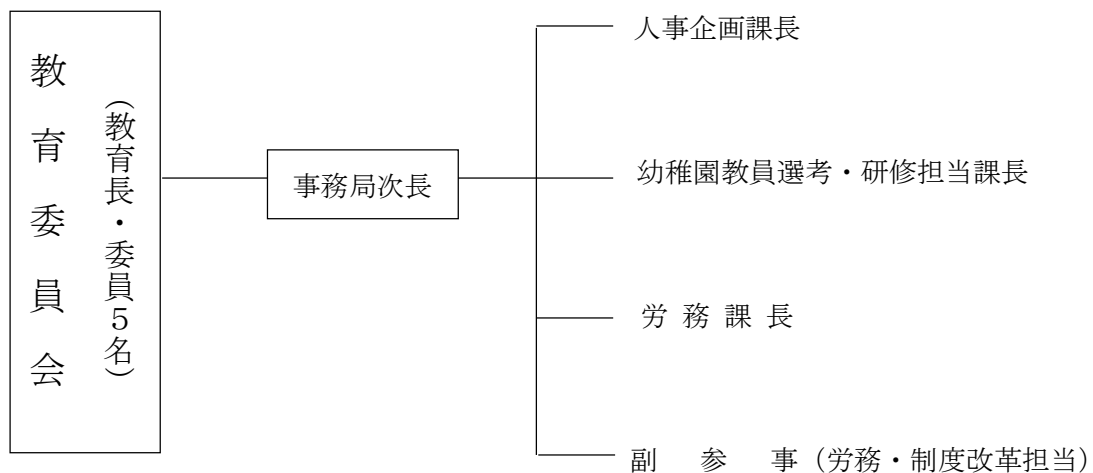 教育委員会
（教育長・委員５名）
事務局次長
人事企画課長
幼稚園教員選考・研修担当課長
労務課長
副参事（労務・制度改革担当）